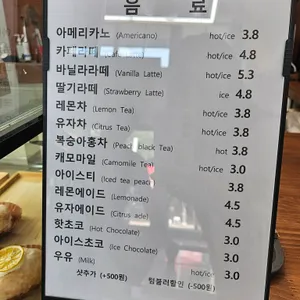 음 료
아메리카노 (Americano) hot/ice 3.8
카페라떼 hot/ice 4.8
바닐라라떼 (Vanilla Latte) hot/ice 5.3
딸기라떼 (Strawberry Latte) ice 4.8
레몬차 (Lemon Tea) hot/ice 3.8
유자차 (Citrus Tea) hot/ice 3.8
복숭아홍차 (Peach black Tea) hot 3.8
캐모마일 (Camomile Tea) hot/ice 3.0
아이스티 (Iced tea peach) 3.8
레몬에이드 (Lemonade) 4.5
유자에이드 (Citrus ade) 4.5
핫초코 (Hot Chocolate) 3.0
아이스초코 (Ice Chocolate) 3.0
우유 (Milk) hot/ice 3.0
샷추가 (+500원) 텀블러할인 (-500원)